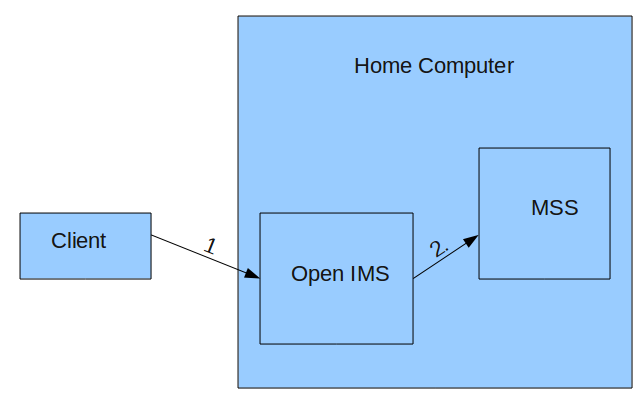 Home Computer
MSS
Client
1
2.
Open IMS